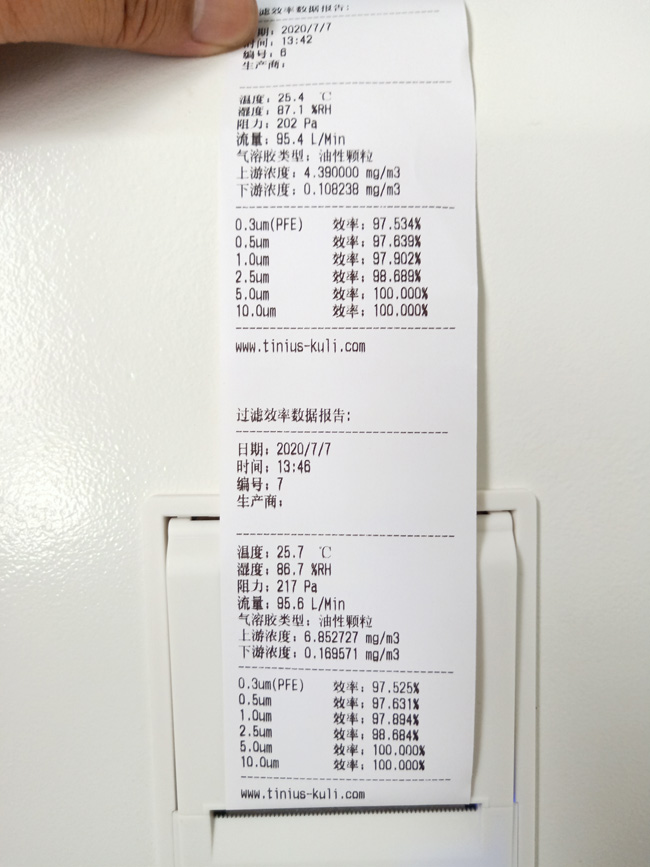 滤效率数据报告:
期: 2020/7/7
时间: 13:42
编号: 6
生产商:
温度: 25.4 ℃
湿度: 87.1 %RH
阻力: 202 Pa
流量: 95.4 L/Min
气溶胶类型: 油性颗粒
上游浓度: 4.390000 mg/m3
下游浓度: 0.108238 mg/m3
0.3um(PFE) 效率: 97.534%
0.5um 效率: 97.639%
1.0um 效率: 97.902%
2.5um 效率: 98.689%
5.0um 效率: 100.000%
10.0um 效率: 100.000%
www.tinius-kuli.com
过滤效率数据报告:
日期: 2020/7/7
时间: 13:46
编号: 7
生产商:
温度: 25.7 ℃
湿度: 86.7 %RH
阻力: 217 Pa
流量: 95.6 L/Min
气溶胶类型: 油性颗粒
上游浓度: 6.852727 mg/m3
下游浓度: 0.169571 mg/m3
0.3um(PFE) 效率: 97.525%
0.5um 效率: 97.631%
1.0um 效率: 97.894%
2.5um 效率: 98.684%
5.0um 效率: 100.000%
10.0um 效率: 100.000%
www.tinius-kuli.com